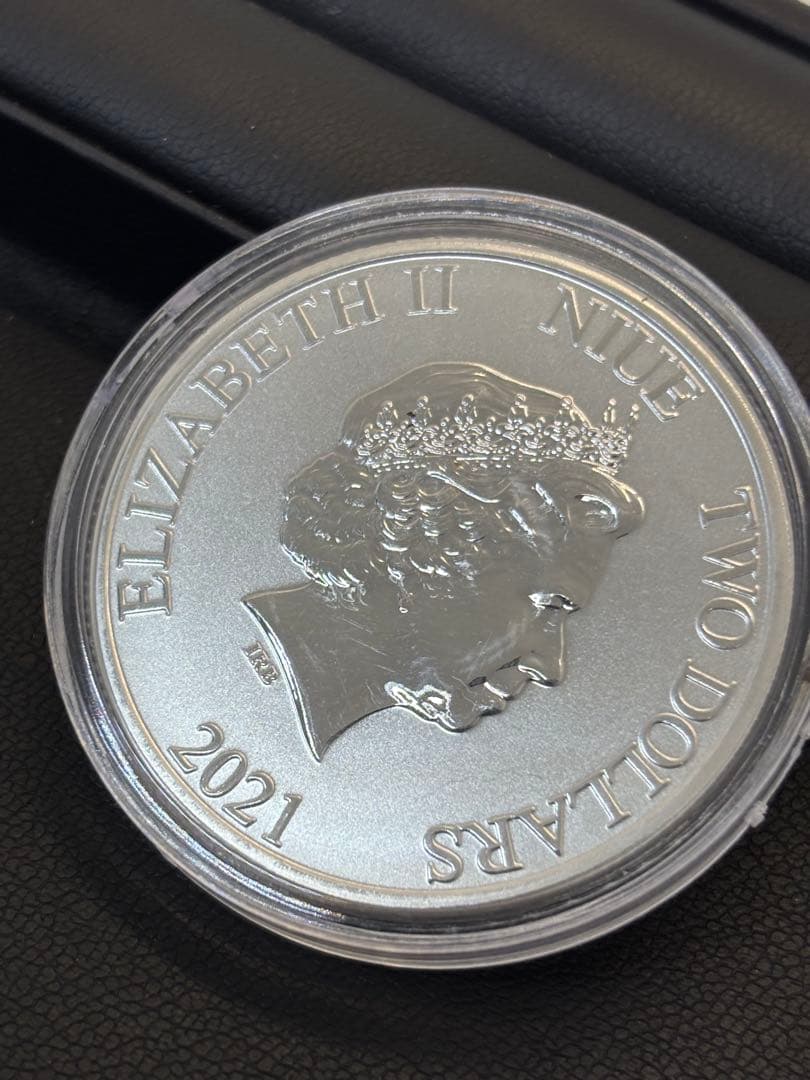 ELIZABETH II
NIUE
TWO DOLLARS
2021
IRB